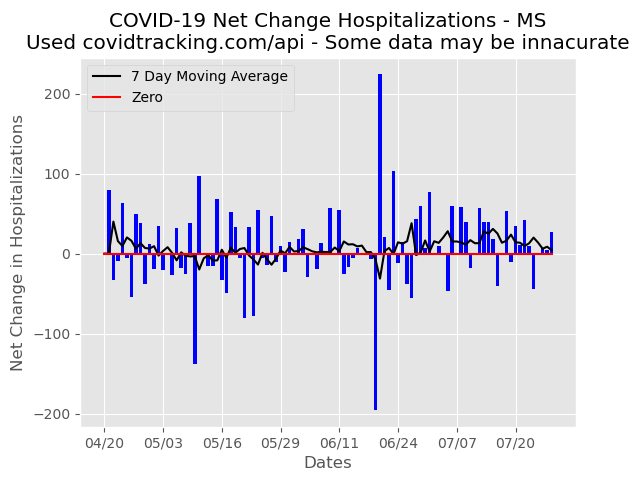 COVID-19 Net Change Hospitalizations - MS
Used covidtracking.com/api - Some data may be innacurate
7 Day Moving Average
Zero
Net Change in Hospitalizations
200
100
0
−100
−200
04/20 05/03 05/16 05/29 06/11 06/24 07/07 07/20
Dates